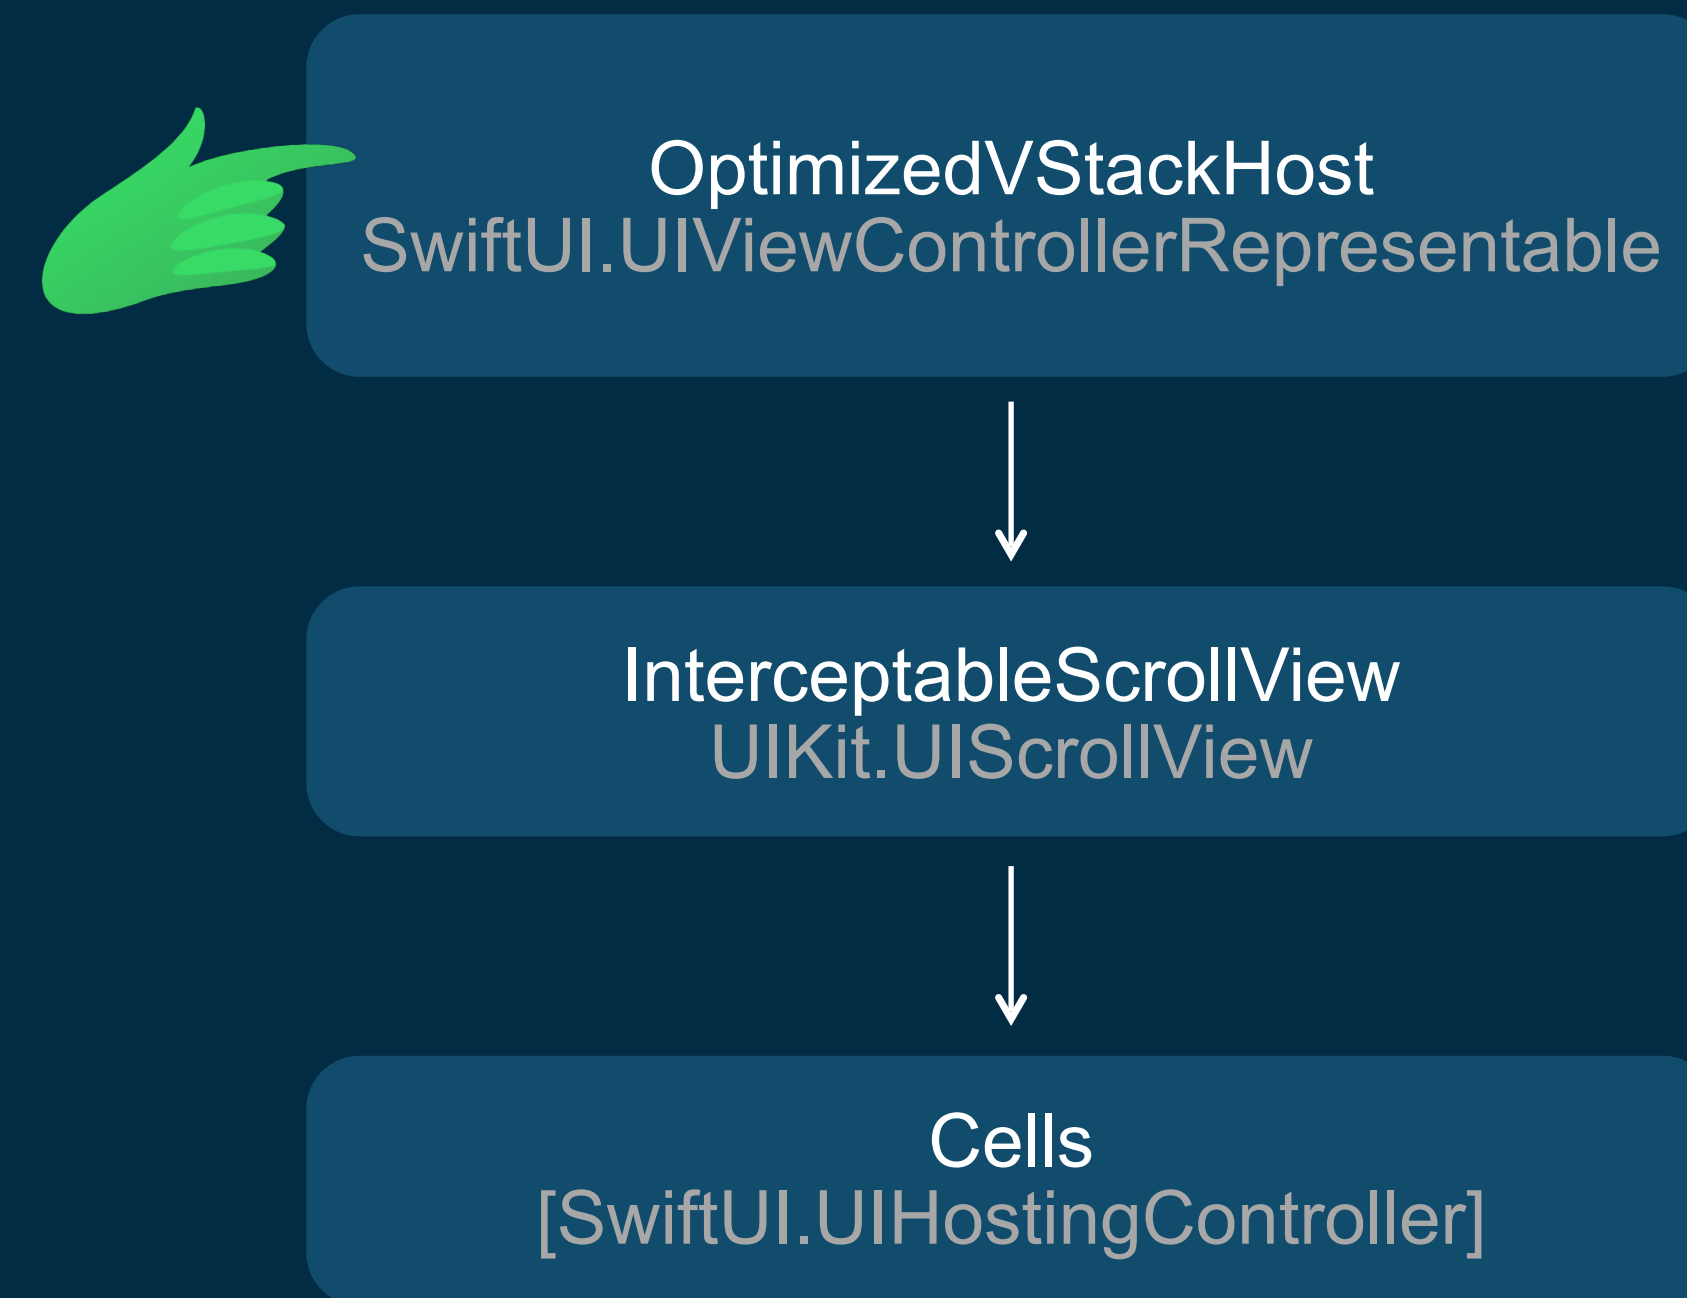 OptimizedVStackHost
SwiftUI.UIViewControllerRepresentable
InterceptableScrollView
UIKit.UIScrollView
Cells
[SwiftUI.UIHostingController]